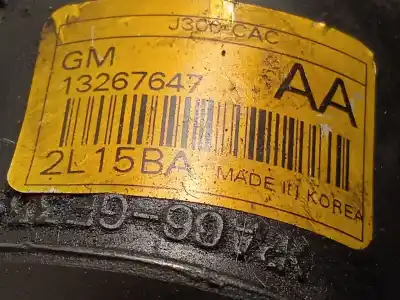 J300-CAC
GM
13267647
AA
2L15BA
MADE IN KOREA